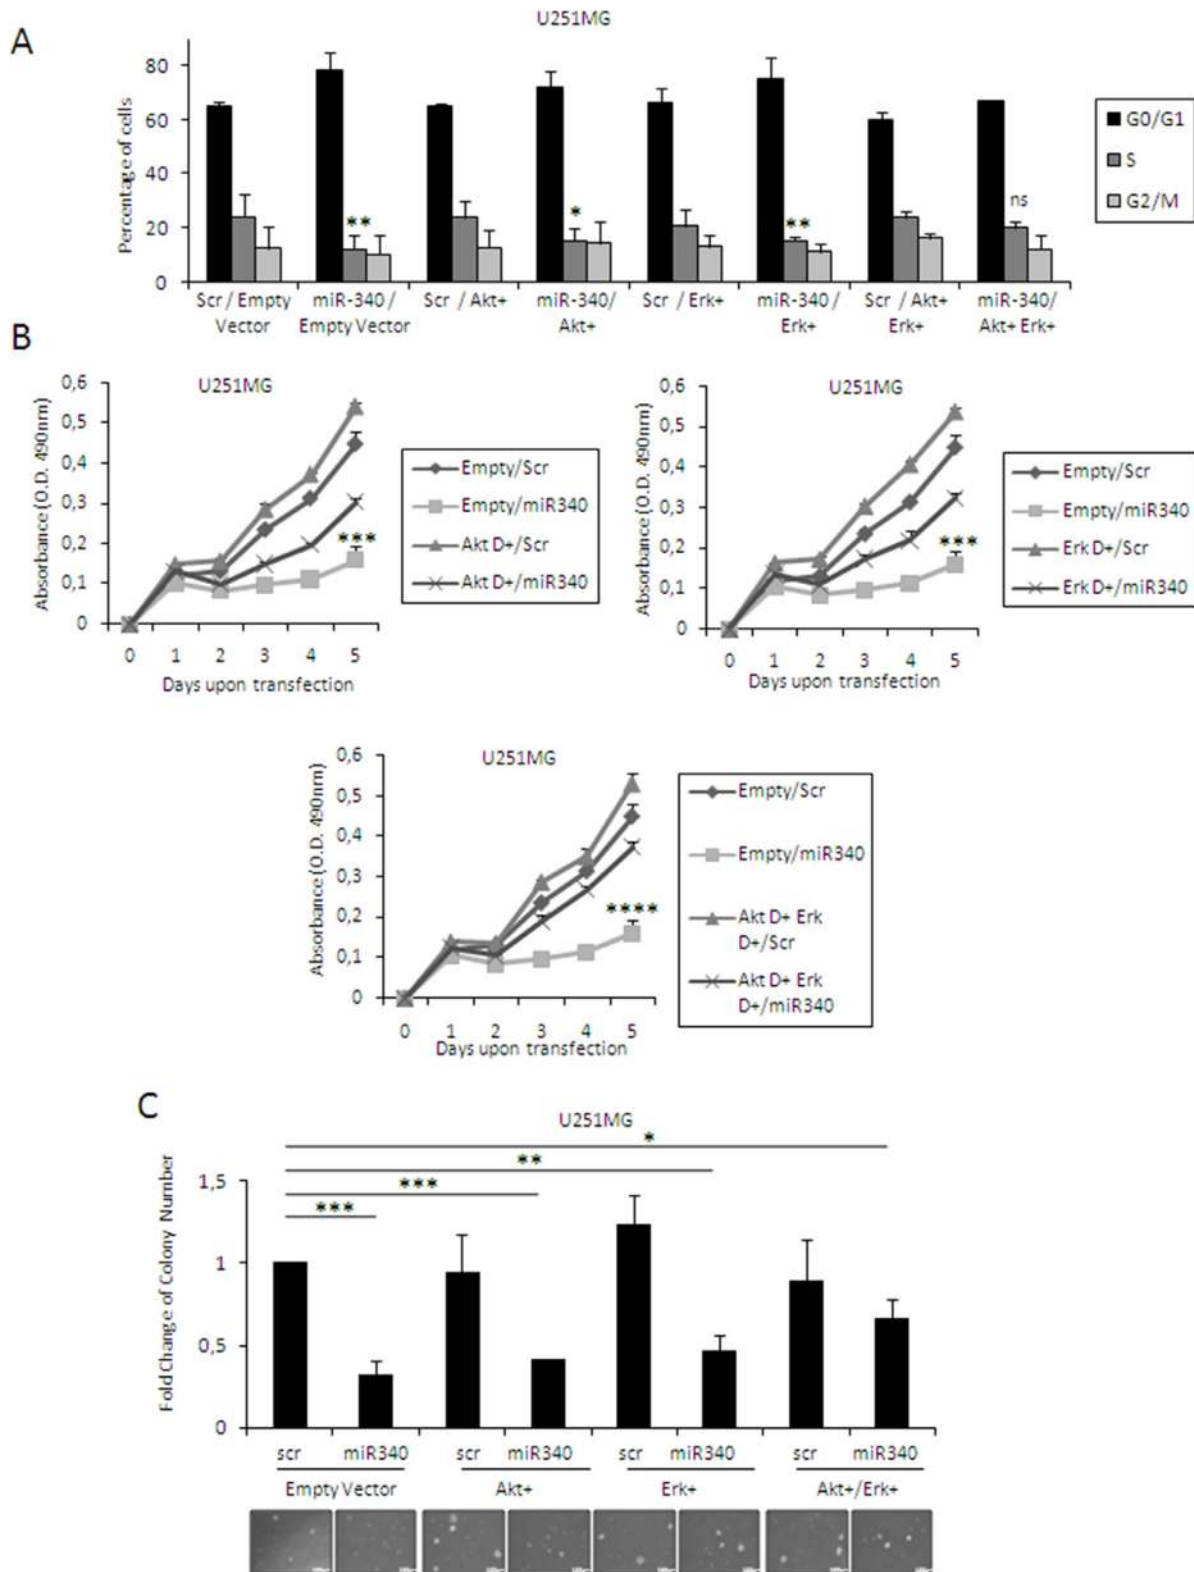 A
U251MG
Percentage of cells
80
60
40
20
0
**
*
**
ns
G0/G1
S
G2/M
Scr / Empty Vector
miR-340/ Empty Vector
Scr / Akt+
miR-340/ Akt+
Scr / Erk+
miR-340/ Erk+
Scr / Akt+ Erk+
miR-340/ Akt+ Erk+
B
U251MG
Absorbance (O.D. 490nm)
0,6
0,5
0,4
0,3
0,2
0,1
0
***
0 1 2 3 4 5
Days upon transfection
Empty/Scr
Empty/miR340
Akt D+/Scr
Akt D+/miR340
U251MG
Absorbance (O.D. 490nm)
0,6
0,5
0,4
0,3
0,2
0,1
0
***
0 1 2 3 4 5
Days upon transfection
Empty/Scr
Empty/miR340
Erk D+/Scr
Erk D+/miR340
U251MG
Absorbance (O.D. 490nm)
0,6
0,5
0,4
0,3
0,2
0,1
0
****
0 1 2 3 4 5
Days upon transfection
Empty/Scr
Empty/miR340
Akt D+ Erk
D+/Scr
Akt D+ Erk
D+/miR340
C
U251MG
*
**
***
***
Fold Change of Colony Number
1,5
1
0,5
0
scr miR340 scr miR340 scr miR340 scr miR340
Empty Vector Akt+ Erk+ Akt+/Erk+